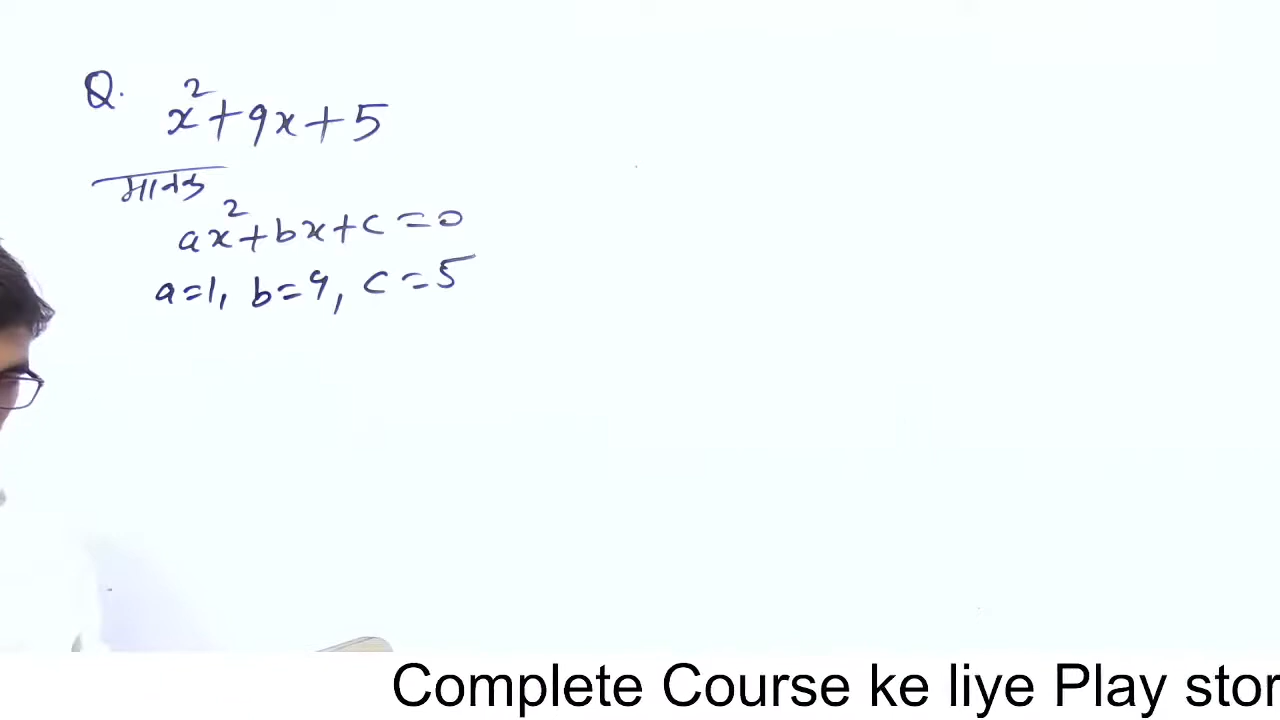 Q. x²+9x+5
मानक
ax²+bx+c=0
a=1, b=9, c=5
Complete Course ke liye Play stor